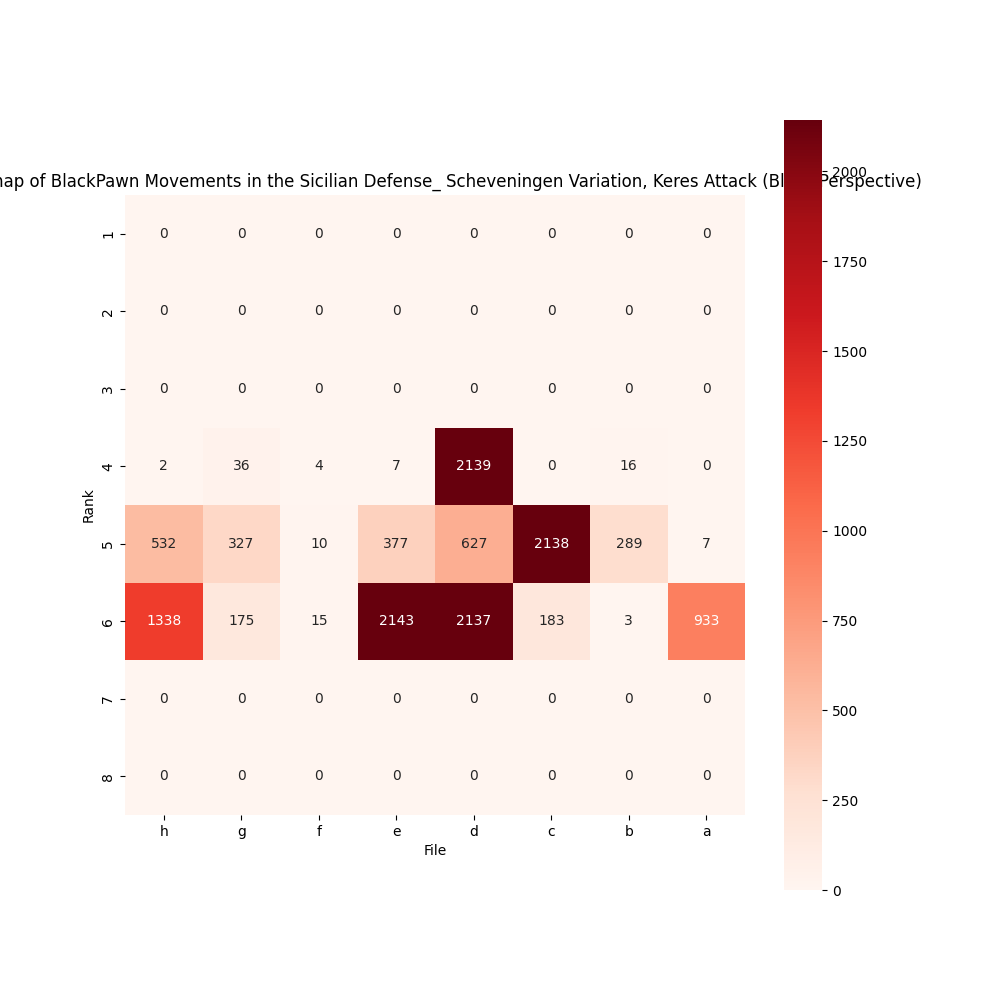 map of BlackPawn Movements in the Sicilian Defense_ Scheveningen Variation, Keres Attack (Bl Perspective)
2000
1 0 0 0 0 0 0 0 0
1750
2 0 0 0 0 0 0 0 0
1500
3 0 0 0 0 0 0 0 0
1250
4 2 36 4 7 2139 0 16 0
Rank
1000
5 532 327 10 377 627 2138 289 7
750
6 1338 175 15 2143 2137 183 3 933
500
7 0 0 0 0 0 0 0 0
250
8 0 0 0 0 0 0 0 0
h g f e d c b a
File
0